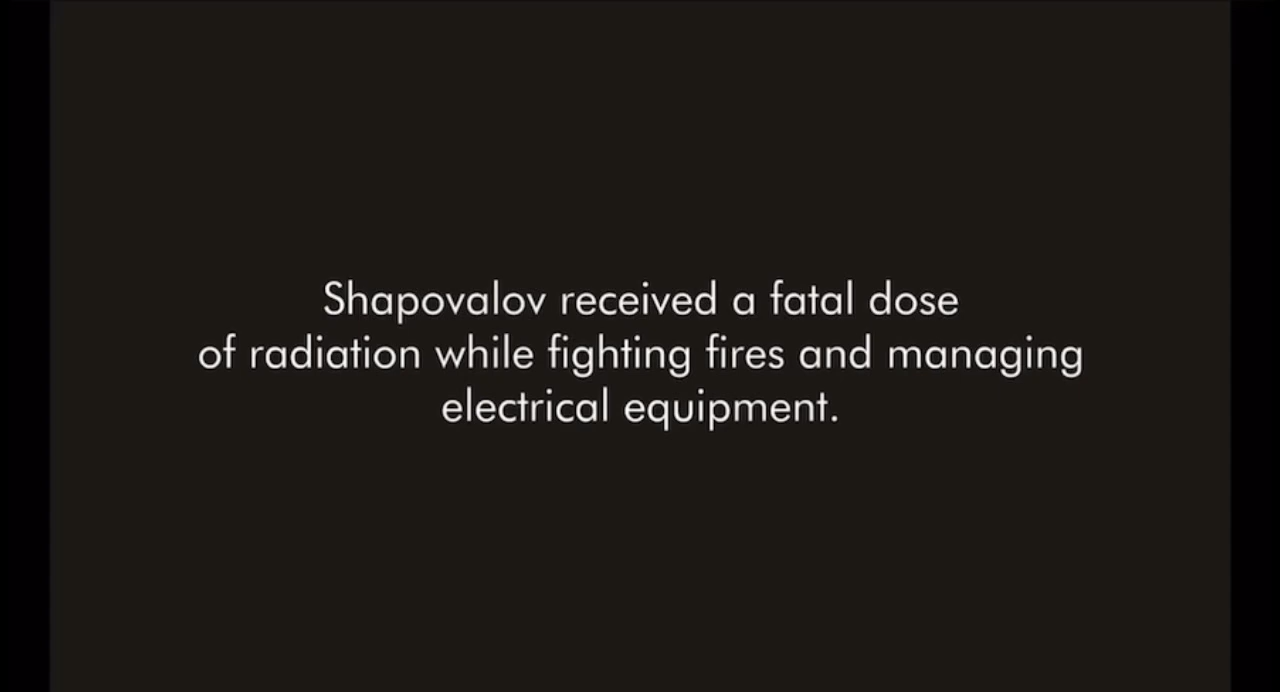 Shapovalov received a fatal dose
of radiation while fighting fires and managing
electrical equipment.